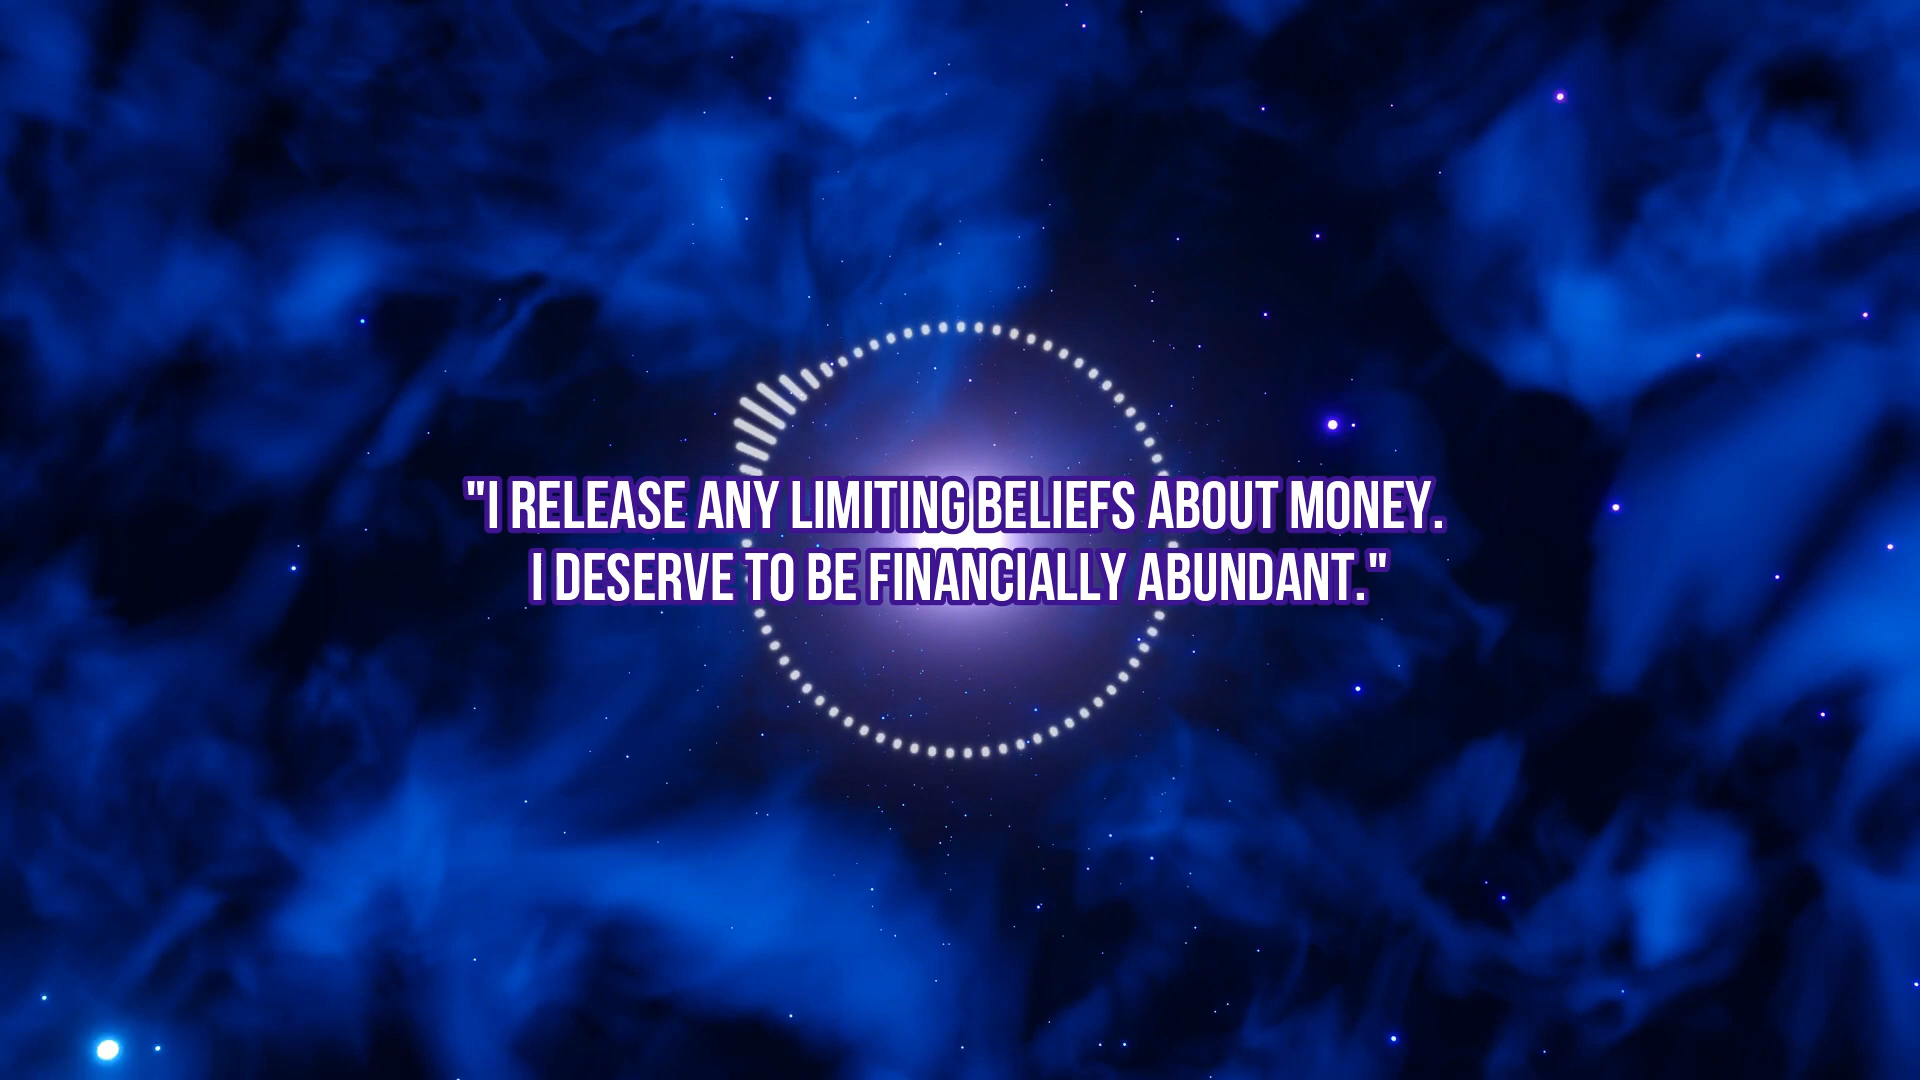 "I RELEASE ANY LIMITING BELIEFS ABOUT MONEY.
I DESERVE TO BE FINANCIALLY ABUNDANT."